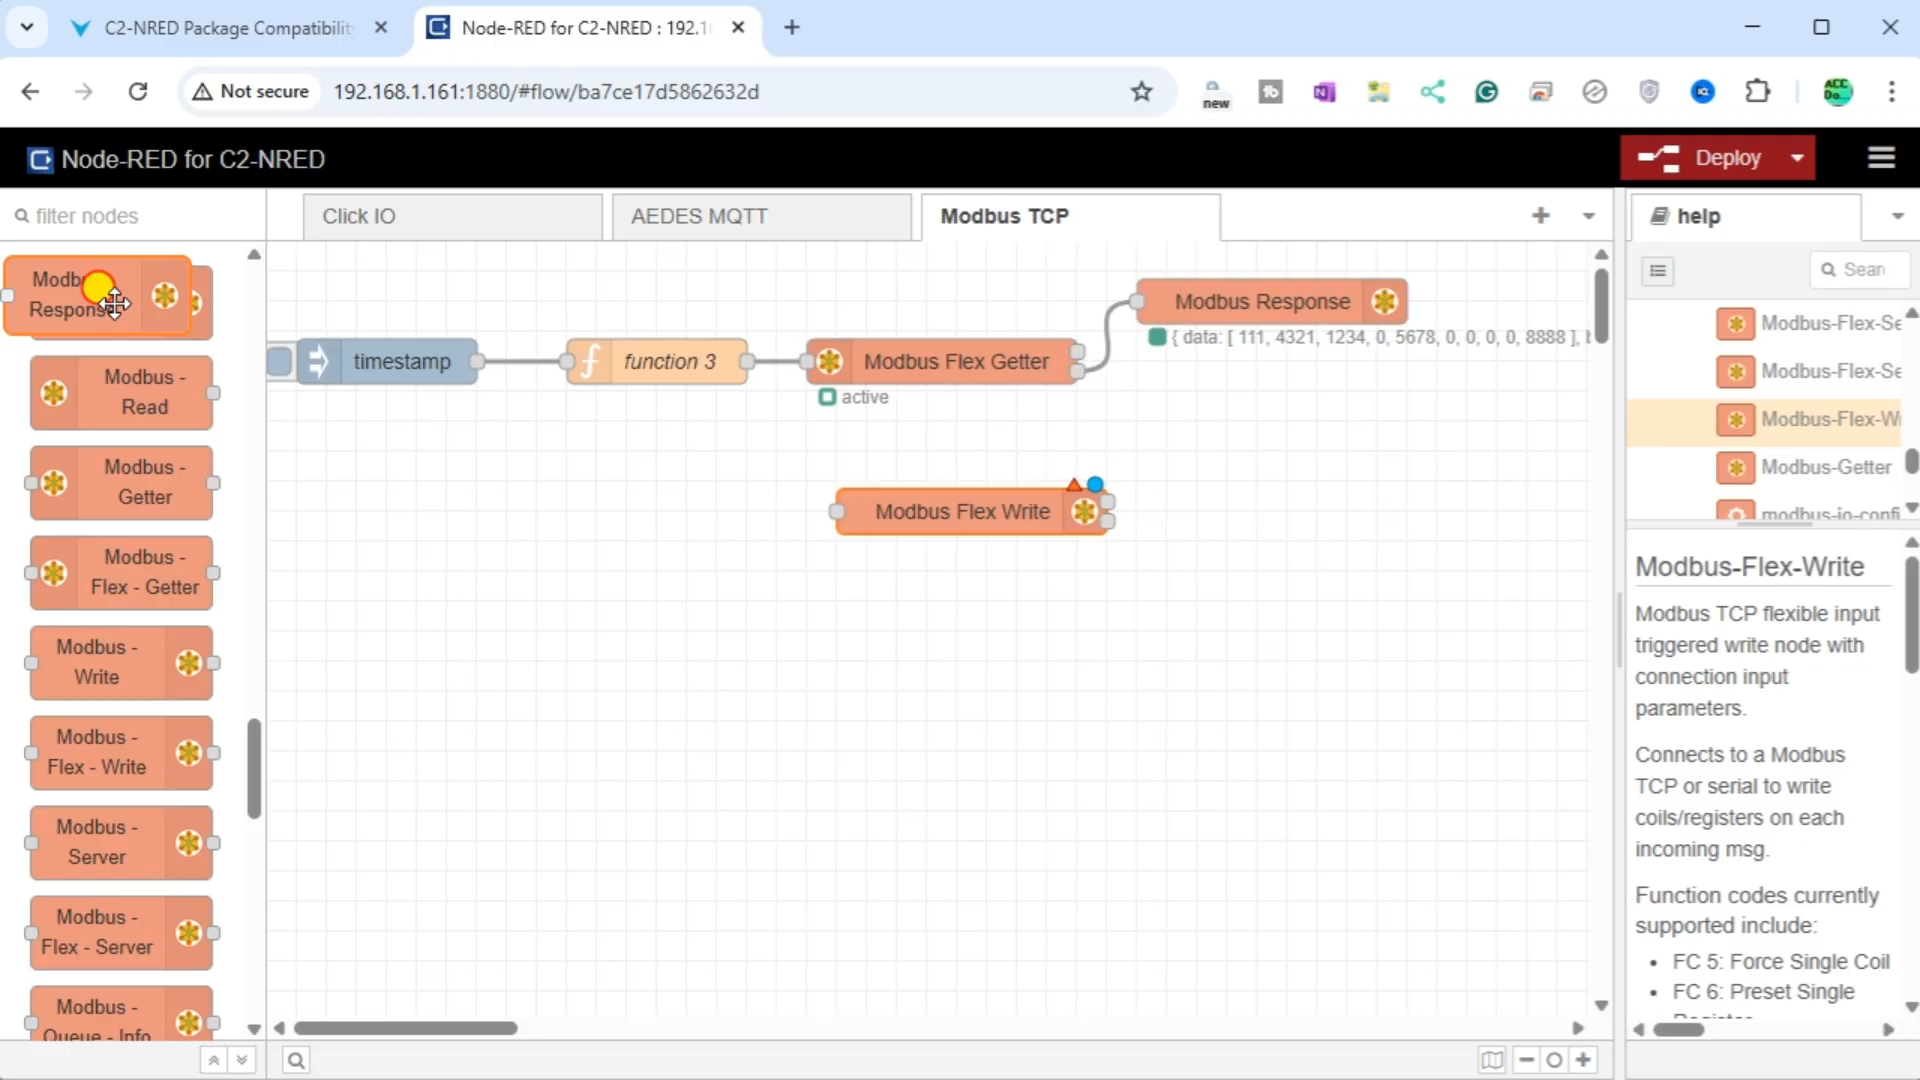 C2-NRED Package Compatibilit
Node-RED for C2-NRED : 192.1
Not secure
192.168.1.161:1880/#flow/ba7ce17d5862632d
new
ACC
Do...
Node-RED for C2-NRED
Deploy
filter nodes
Click IO
AEDES MQTT
Modbus TCP
help
Sear
Modb
Respons
Modbus -
Read
Modbus -
Getter
Modbus -
Flex - Getter
Modbus -
Write
Modbus -
Flex - Write
Modbus -
Server
Modbus -
Flex - Server
Modbus -
Queue - Info
timestamp
function 3
Modbus Flex Getter
active
Modbus Response
{ data: [ 111, 4321, 1234, 0, 5678, 0, 0, 0, 0, 8888 ], b
Modbus Flex Write
Modbus-Flex-Se
Modbus-Flex-Se
Modbus-Flex-Wr
Modbus-Getter
modbus-io-confi
Modbus-Flex-Write
Modbus TCP flexible input
triggered write node with
connection input
parameters.
Connects to a Modbus
TCP or serial to write
coils/registers on each
incoming msg.
Function codes currently
supported include:
• FC 5: Force Single Coil
• FC 6: Preset Single
Register